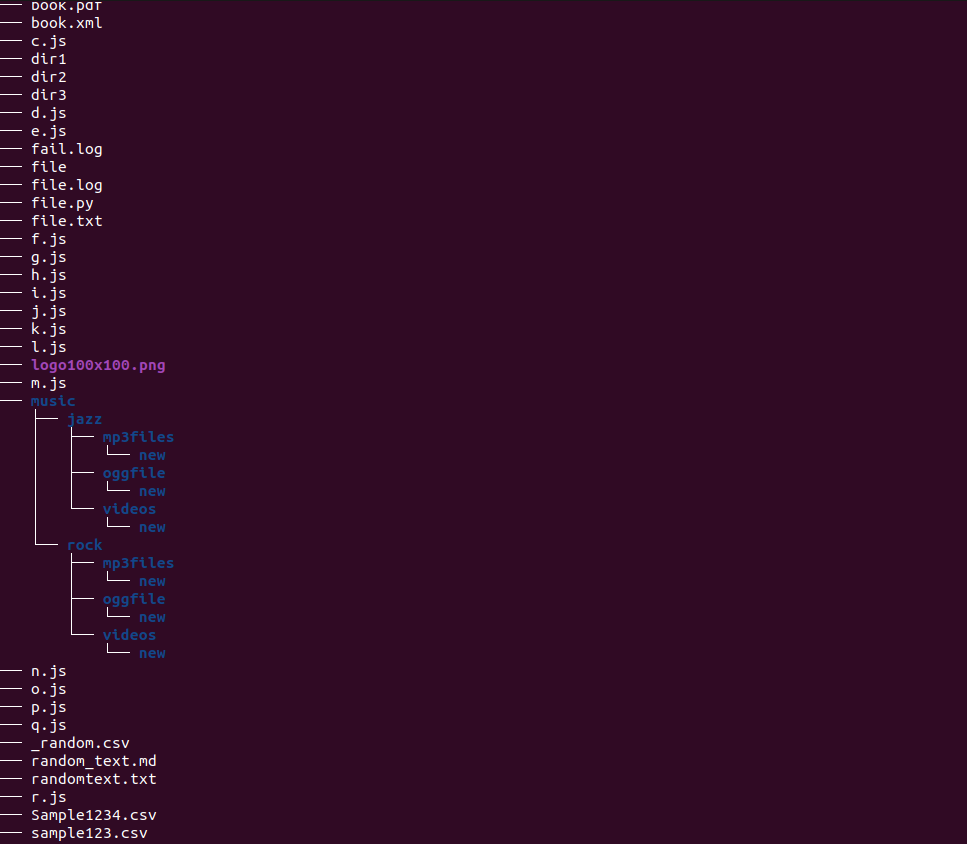 book.pdf
book.xml
c.js
dir1
dir2
dir3
d.js
e.js
fail.log
file
file.log
file.py
file.txt
f.js
g.js
h.js
i.js
j.js
k.js
l.js
logo100x100.png
m.js
music
jazz
mp3files
new
oggfile
new
videos
new
rock
mp3files
new
oggfile
new
videos
new
n.js
o.js
p.js
q.js
_random.csv
random_text.md
randomtext.txt
r.js
Sample1234.csv
sample123.csv